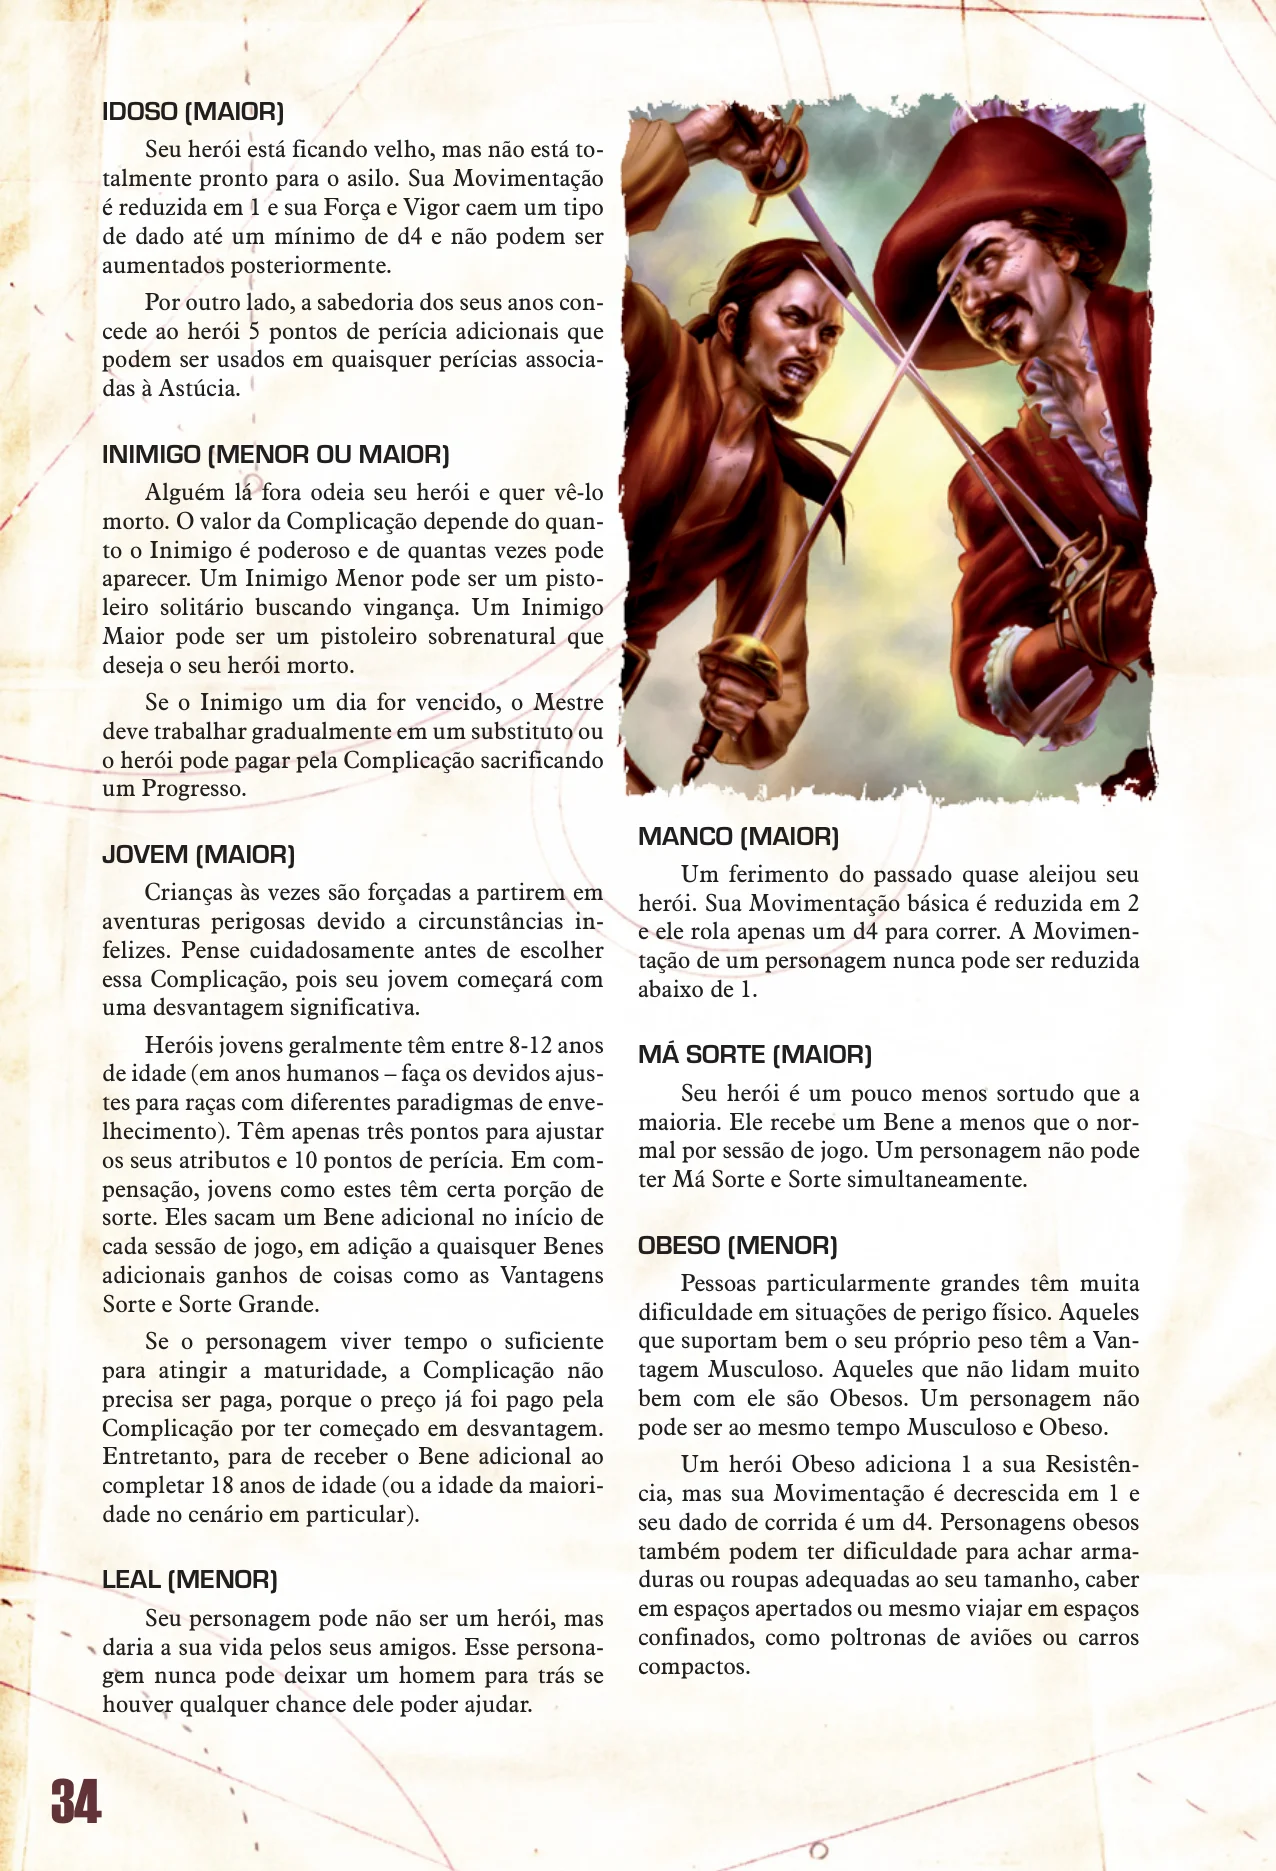 IDOSO (MAIOR)
Seu herói está ficando velho, mas não está to-
talmente pronto para o asilo. Sua Movimentação
é reduzida em 1 e sua Força e Vigor caem um tipo
de dado até um mínimo de d4 e não podem ser
aumentados posteriormente.
Por outro lado, a sabedoria dos seus anos con-
cede ao herói 5 pontos de perícia adicionais que
podem ser usados em quaisquer perícias associa-
das à Astúcia.
INIMIGO (MENOR OU MAIOR)
Alguém lá fora odeia seu herói e quer vê-lo
morto. O valor da Complicação depende do quan-
to o Inimigo é poderoso e de quantas vezes pode
aparecer. Um Inimigo Menor pode ser um pisto-
leiro solitário buscando vingança. Um Inimigo
Maior pode ser um pistoleiro sobrenatural que
deseja o seu herói morto.
Se o Inimigo um dia for vencido, o Mestre
deve trabalhar gradualmente em um substituto ou
o herói pode pagar pela Complicação sacrificando
um Progresso.
JOVEM (MAIOR)
Crianças às vezes são forçadas a partirem em
aventuras perigosas devido a circunstâncias in-
felizes. Pense cuidadosamente antes de escolher
essa Complicação, pois seu jovem começará com
uma desvantagem significativa.
Heróis jovens geralmente têm entre 8-12 anos
de idade (em anos humanos – faça os devidos ajus-
tes para raças com diferentes paradigmas de enve-
lhecimento). Têm apenas três pontos para ajustar
os seus atributos e 10 pontos de perícia. Em com-
pensação, jovens como estes têm certa porção de
sorte. Eles sacam um Bene adicional no início de
cada sessão de jogo, em adição a quaisquer Benes
adicionais ganhos de coisas como as Vantagens
Sorte e Sorte Grande.
Se o personagem viver tempo o suficiente
para atingir a maturidade, a Complicação não
precisa ser paga, porque o preço já foi pago pela
Complicação por ter começado em desvantagem.
Entretanto, para de receber o Bene adicional ao
completar 18 anos de idade (ou a idade da maiori-
dade no cenário em particular).
LEAL (MENOR)
Seu personagem pode não ser um herói, mas
daria a sua vida pelos seus amigos. Esse persona-
gem nunca pode deixar um homem para trás se
houver qualquer chance dele poder ajudar.
MANCO (MAIOR)
Um ferimento do passado quase aleijou seu
herói. Sua Movimentação básica é reduzida em 2
e ele rola apenas um d4 para correr. A Movimen-
tação de um personagem nunca pode ser reduzida
abaixo de 1.
MÁ SORTE (MAIOR)
Seu herói é um pouco menos sortudo que a
maioria. Ele recebe um Bene a menos que o nor-
mal por sessão de jogo. Um personagem não pode
ter Má Sorte e Sorte simultaneamente.
OBESO (MENOR)
Pessoas particularmente grandes têm muita
dificuldade em situações de perigo físico. Aqueles
que suportam bem o seu próprio peso têm a Van-
tagem Musculoso. Aqueles que não lidam muito
bem com ele são Obesos. Um personagem não
pode ser ao mesmo tempo Musculoso e Obeso.
Um herói Obeso adiciona 1 a sua Resistên-
cia, mas sua Movimentação é decrescida em 1 e
seu dado de corrida é um d4. Personagens obesos
também podem ter dificuldade para achar arma-
duras ou roupas adequadas ao seu tamanho, caber
em espaços apertados ou mesmo viajar em espaços
confinados, como poltronas de aviões ou carros
compactos.
34